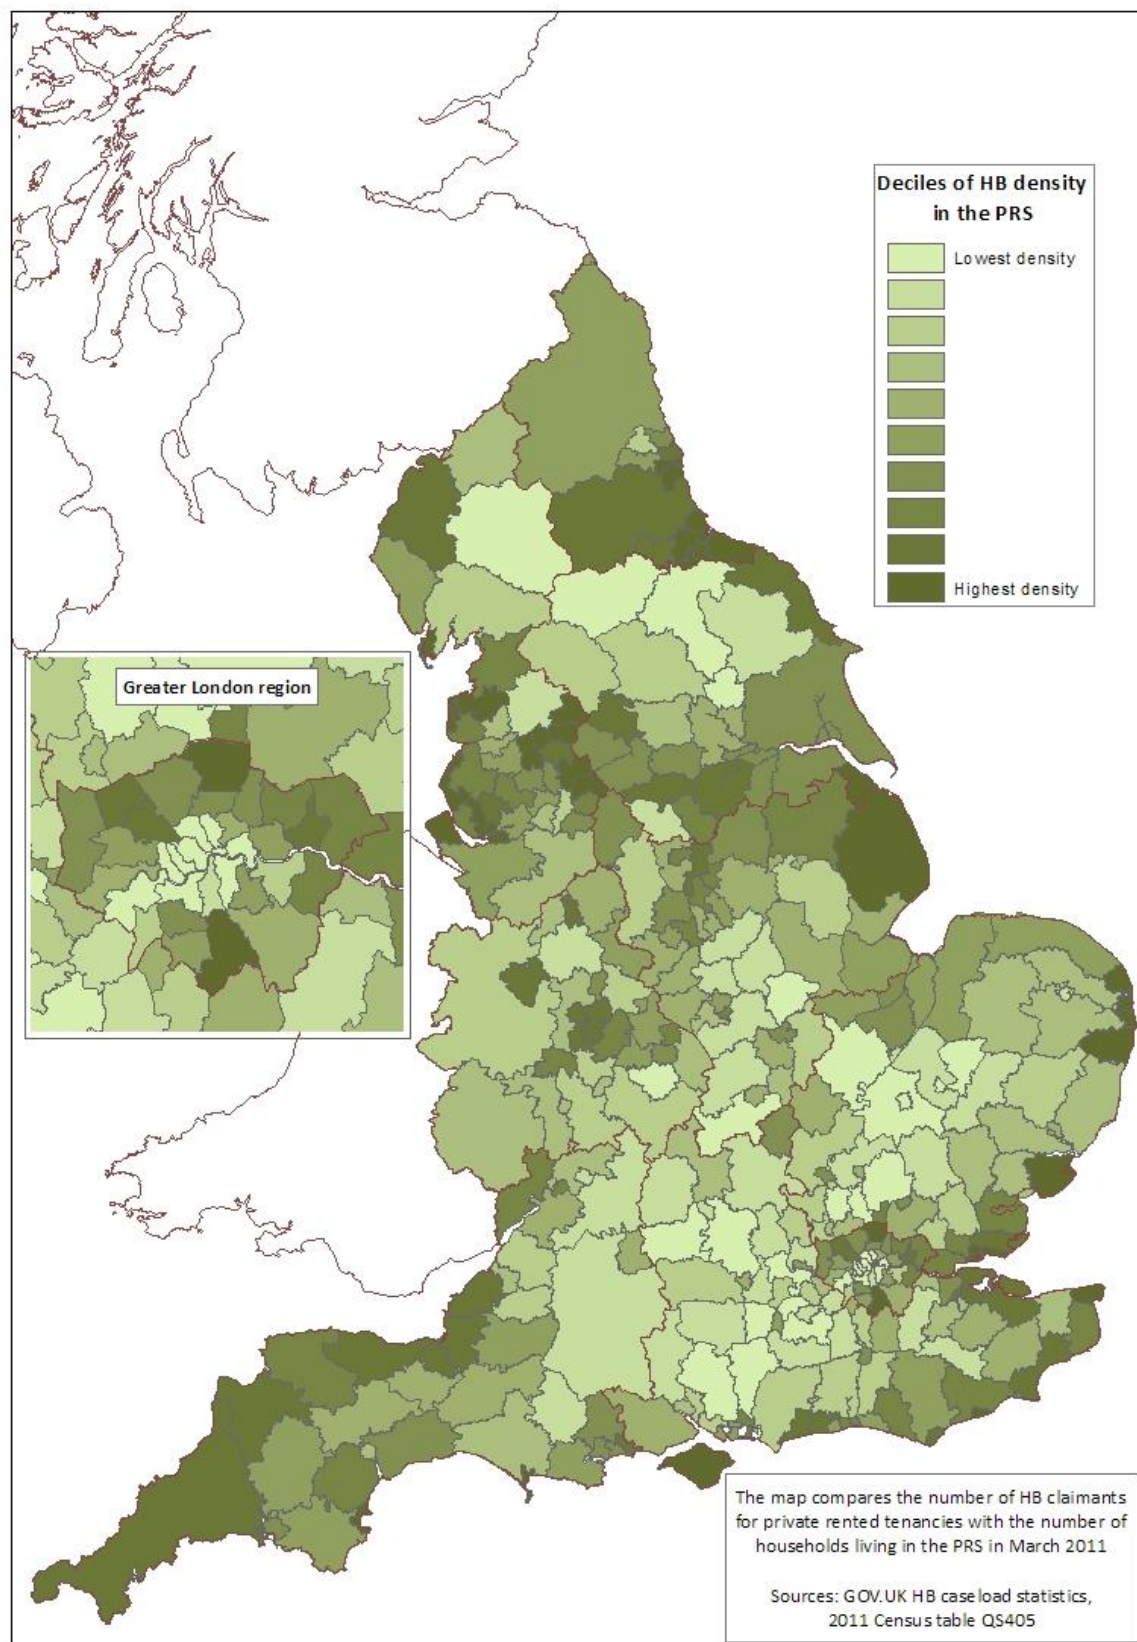 Deciles of HB density
in the PRS
Lowest density
Highest density
Greater London region
The map compares the number of HB claimants
for private rented tenancies with the number of
households living in the PRS in March 2011
Sources: GOV.UK HB caseload statistics,
2011 Census table QS405